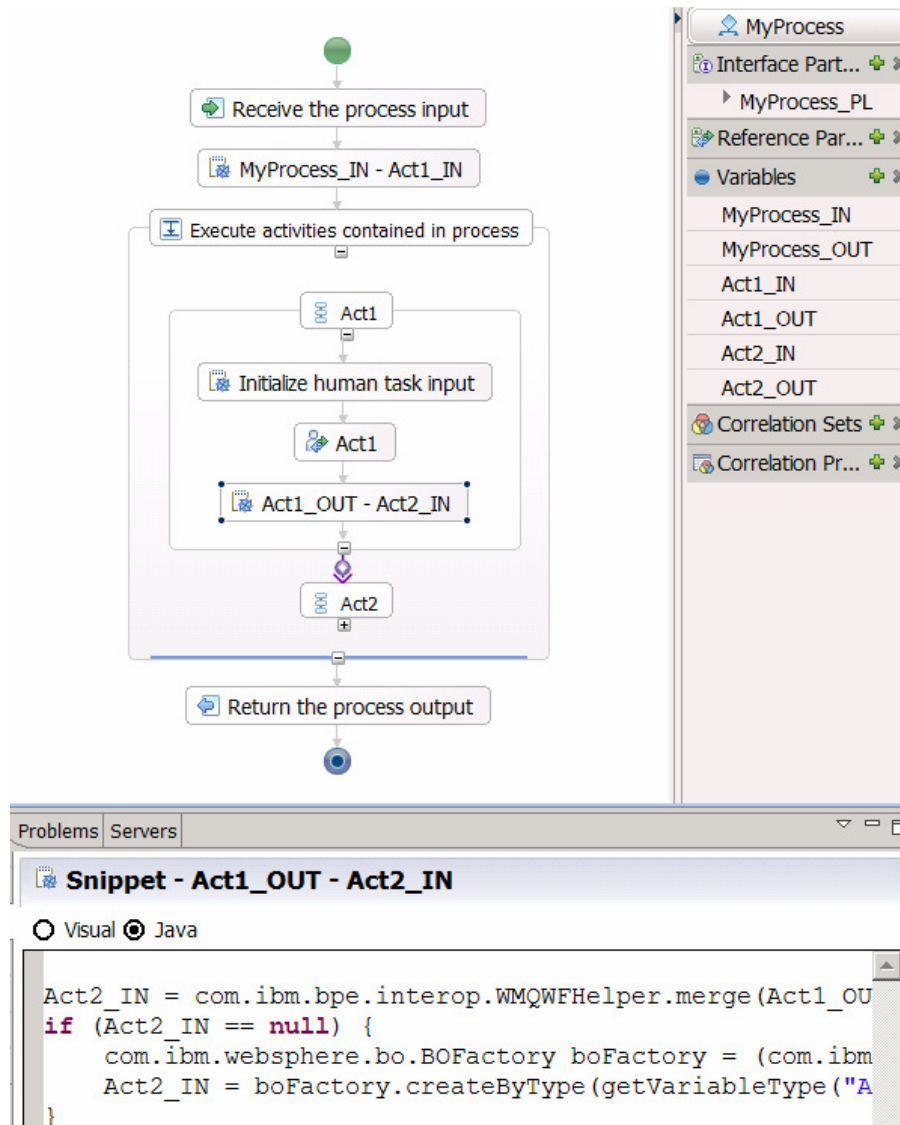 Receive the process input
MyProcess_IN - Act1_IN
Execute activities contained in process
Act1
Initialize human task input
Act1
Act1_OUT - Act2_IN
Act2
Return the process output
MyProcess
Interface Part...
MyProcess_PL
Reference Par...
Variables
MyProcess_IN
MyProcess_OUT
Act1_IN
Act1_OUT
Act2_IN
Act2_OUT
Correlation Sets
Correlation Pr...
Problems Servers
Snippet - Act1_OUT - Act2_IN
Visual Java
Act2_IN = com.ibm.bpe.interop.WMQWFHelper.merge(Act1_OU
if (Act2_IN == null) {
com.ibm.websphere.bo.BOFactory boFactory = (com.ibm
Act2_IN = boFactory.createByType(getVariableType("A
}